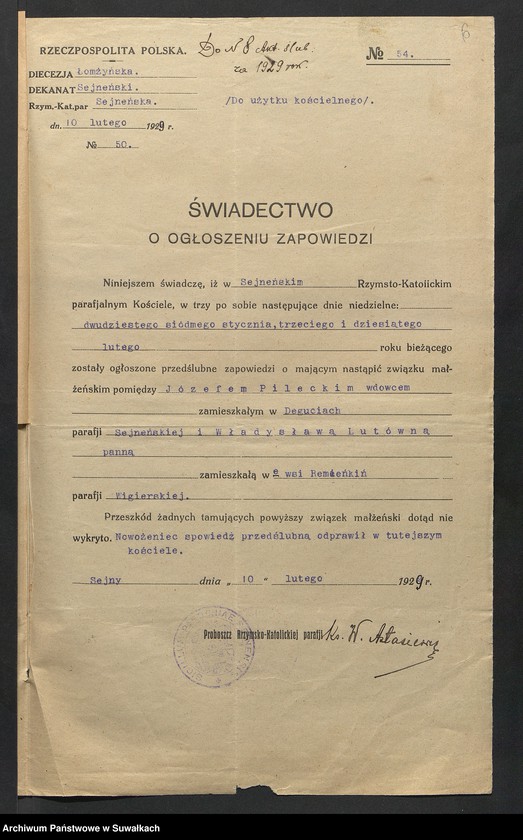 6
RZECZPOSPOLITA POLSKA.
Do N 8 Akt. ślub.
za 1929 rok.
№ 54.
DIECEZJA Łomżyńska.
DEKANAT Sejneński.
Rzym.-Kat.par Sejneńska.
/Do użytku kościelnego/.
dn. 10 lutego 1929 r.
№ 50.
ŚWIADECTWO
O OGŁOSZENIU ZAPOWIEDZI
Niniejszem świadczę, iż w Sejneńskim Rzymsto-Katolickim
parafjalnym Kościele, w trzy po sobie następujące dnie niedzielne:
dwudziestego siódmego stycznia,trzeciego i dziesiątego
lutego roku bieżącego
zostały ogłoszone przedślubne zapowiedzi o mającym nastąpić związku mał-
żeńskim pomiędzy Józefem Pileckim wdowcem
zamieszkałym w Deguciach
parafji Sejneńskiej i Władysławą Lutówną
panną
zamieszkałą w e wsi Remieńkiń
parafji Wigierskiej.
Przeszkód żadnych tamujących powyższy związek małżeński dotąd nie
wykryto. Nowożeniec spowiedź przedślubną odprawił w tutejszym
kościele.
Sejny dnia „ 10 " lutego 1929 r.
Proboszcz Rzymsko-Katolickiej parafji Ks. W.
Archiwum Państwowe w Suwałkach